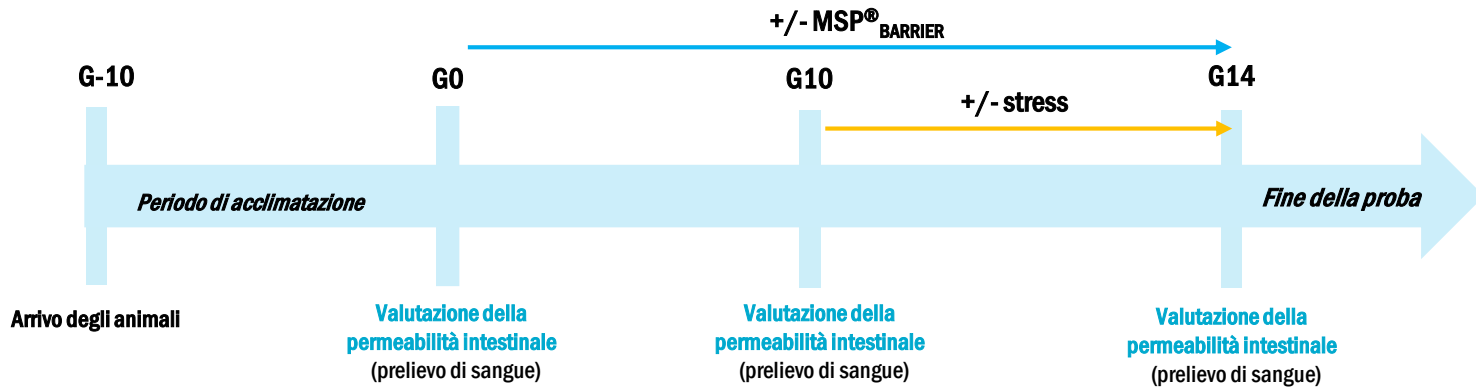 +/- MSP®BARRIER
G-10
G0
G10
G14
+/- stress
Periodo di acclimatazione
Fine della proba
Arrivo degli animali
Valutazione della
permeabilità intestinale
(prelievo di sangue)
Valutazione della
permeabilità intestinale
(prelievo di sangue)
Valutazione della
permeabilità intestinale
(prelievo di sangue)